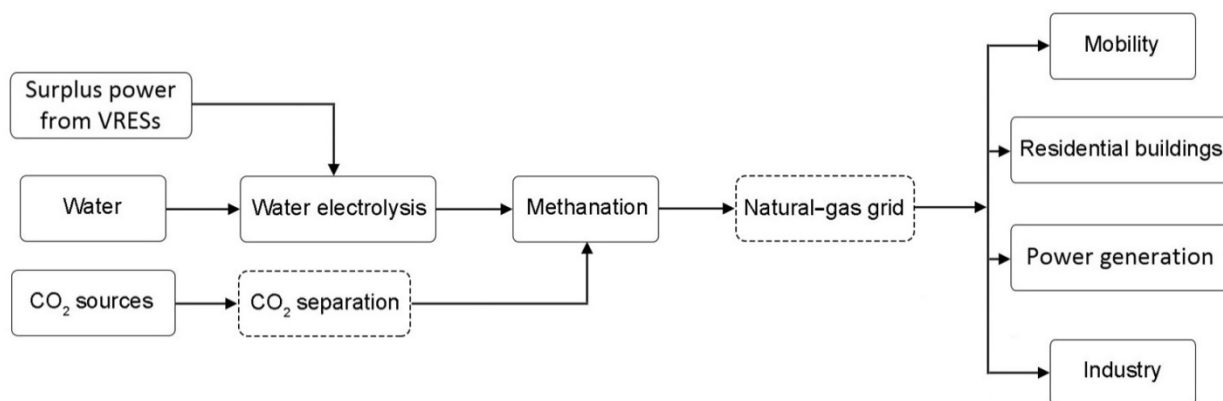 Mobility
Surplus power
from VRESs
Residential buildings
Water
Water electrolysis
Methanation
Natural-gas grid
Power generation
CO₂ sources
CO₂ separation
Industry